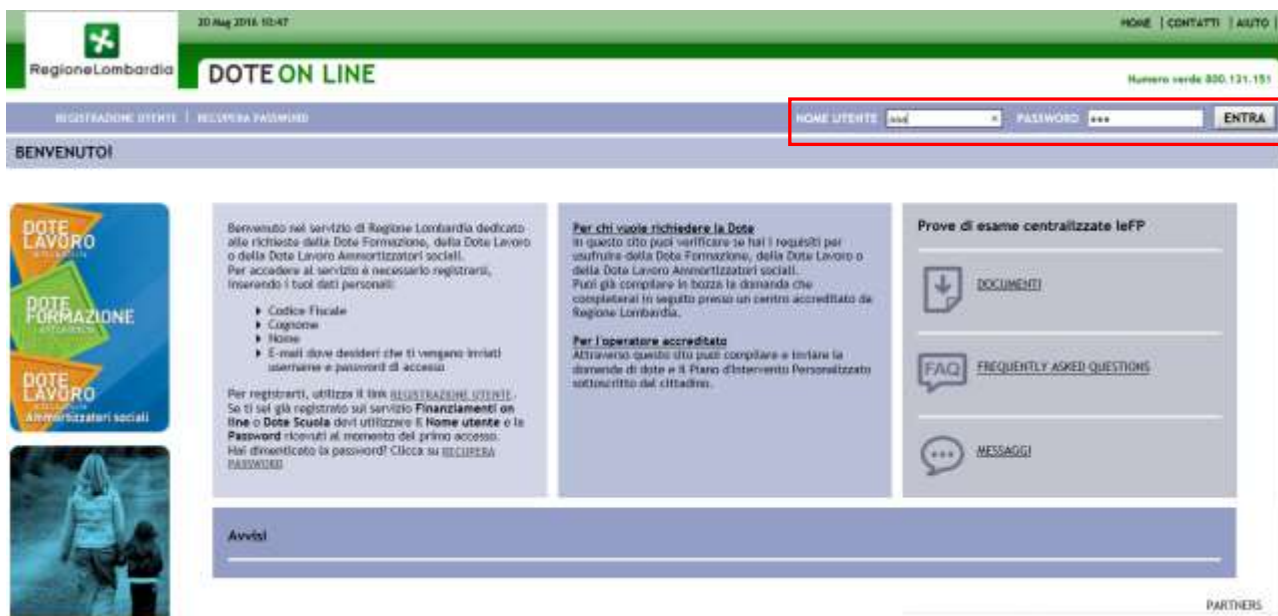 20 Mag 2016 10:47
HOME | CONTATTI | AIUTO |
RegioneLombardia
DOTE ON LINE
Numero verde 800.131.151
REGISTRAZIONE UTENTE | RECUPERA PASSWORD
NOME UTENTE
PASSWORD
ENTRA
BENVENUTO!
DOTE
LAVORO
DOTE
FORMAZIONE
DOTE
LAVORO
Ammortizzatori sociali
Benvenuto nel servizio di Regione Lombardia dedicato
alle richieste della Dote Formazione, della Dote Lavoro
o della Dote Lavoro Ammortizzatori sociali.
Per accedere al servizio è necessario registrarsi,
inserendo i tuoi dati personali:
Codice Fiscale
Cognome
Nome
E-mail dove desideri che ti vengano inviati
username e password di accesso
Per registrarti, utilizza il link REGISTRAZIONE UTENTE.
Se ti sei già registrato sui servizio Finanziamenti on
line o Dote Scuola devi utilizzare il Nome utente e la
Password ricevuti al momento del primo accesso.
Hai dimenticato la password? Clicca su RECUPERA
PASSWORD
Per chi vuole richiedere la Dote
In questo sito puoi verificare se hai i requisiti per
usufruire della Dote Formazione, della Dote Lavoro o
della Dote Lavoro Ammortizzatori sociali.
Puoi già compilare in bozza la domanda che
completerai in seguito presso un centro accreditato da
Regione Lombardia.
Per l'operatore accreditato
Attraverso questo sito puoi compilare e inviare la
domande di dote e il Piano d'Intervento Personalizzato
sottoscritto dal cittadino.
Prove di esame centralizzate IeFP
DOCUMENTI
FAQ
FREQUENTLY ASKED QUESTIONS
MESSAGGI
Avvisi
PARTNERS